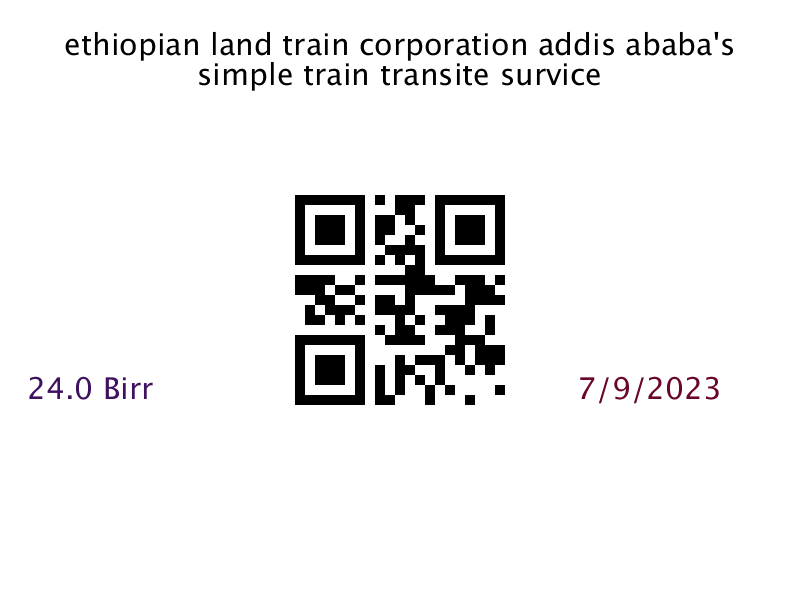 ethiopian land train corporation addis ababa's
simple train transite survice
24.0 Birr
7/9/2023